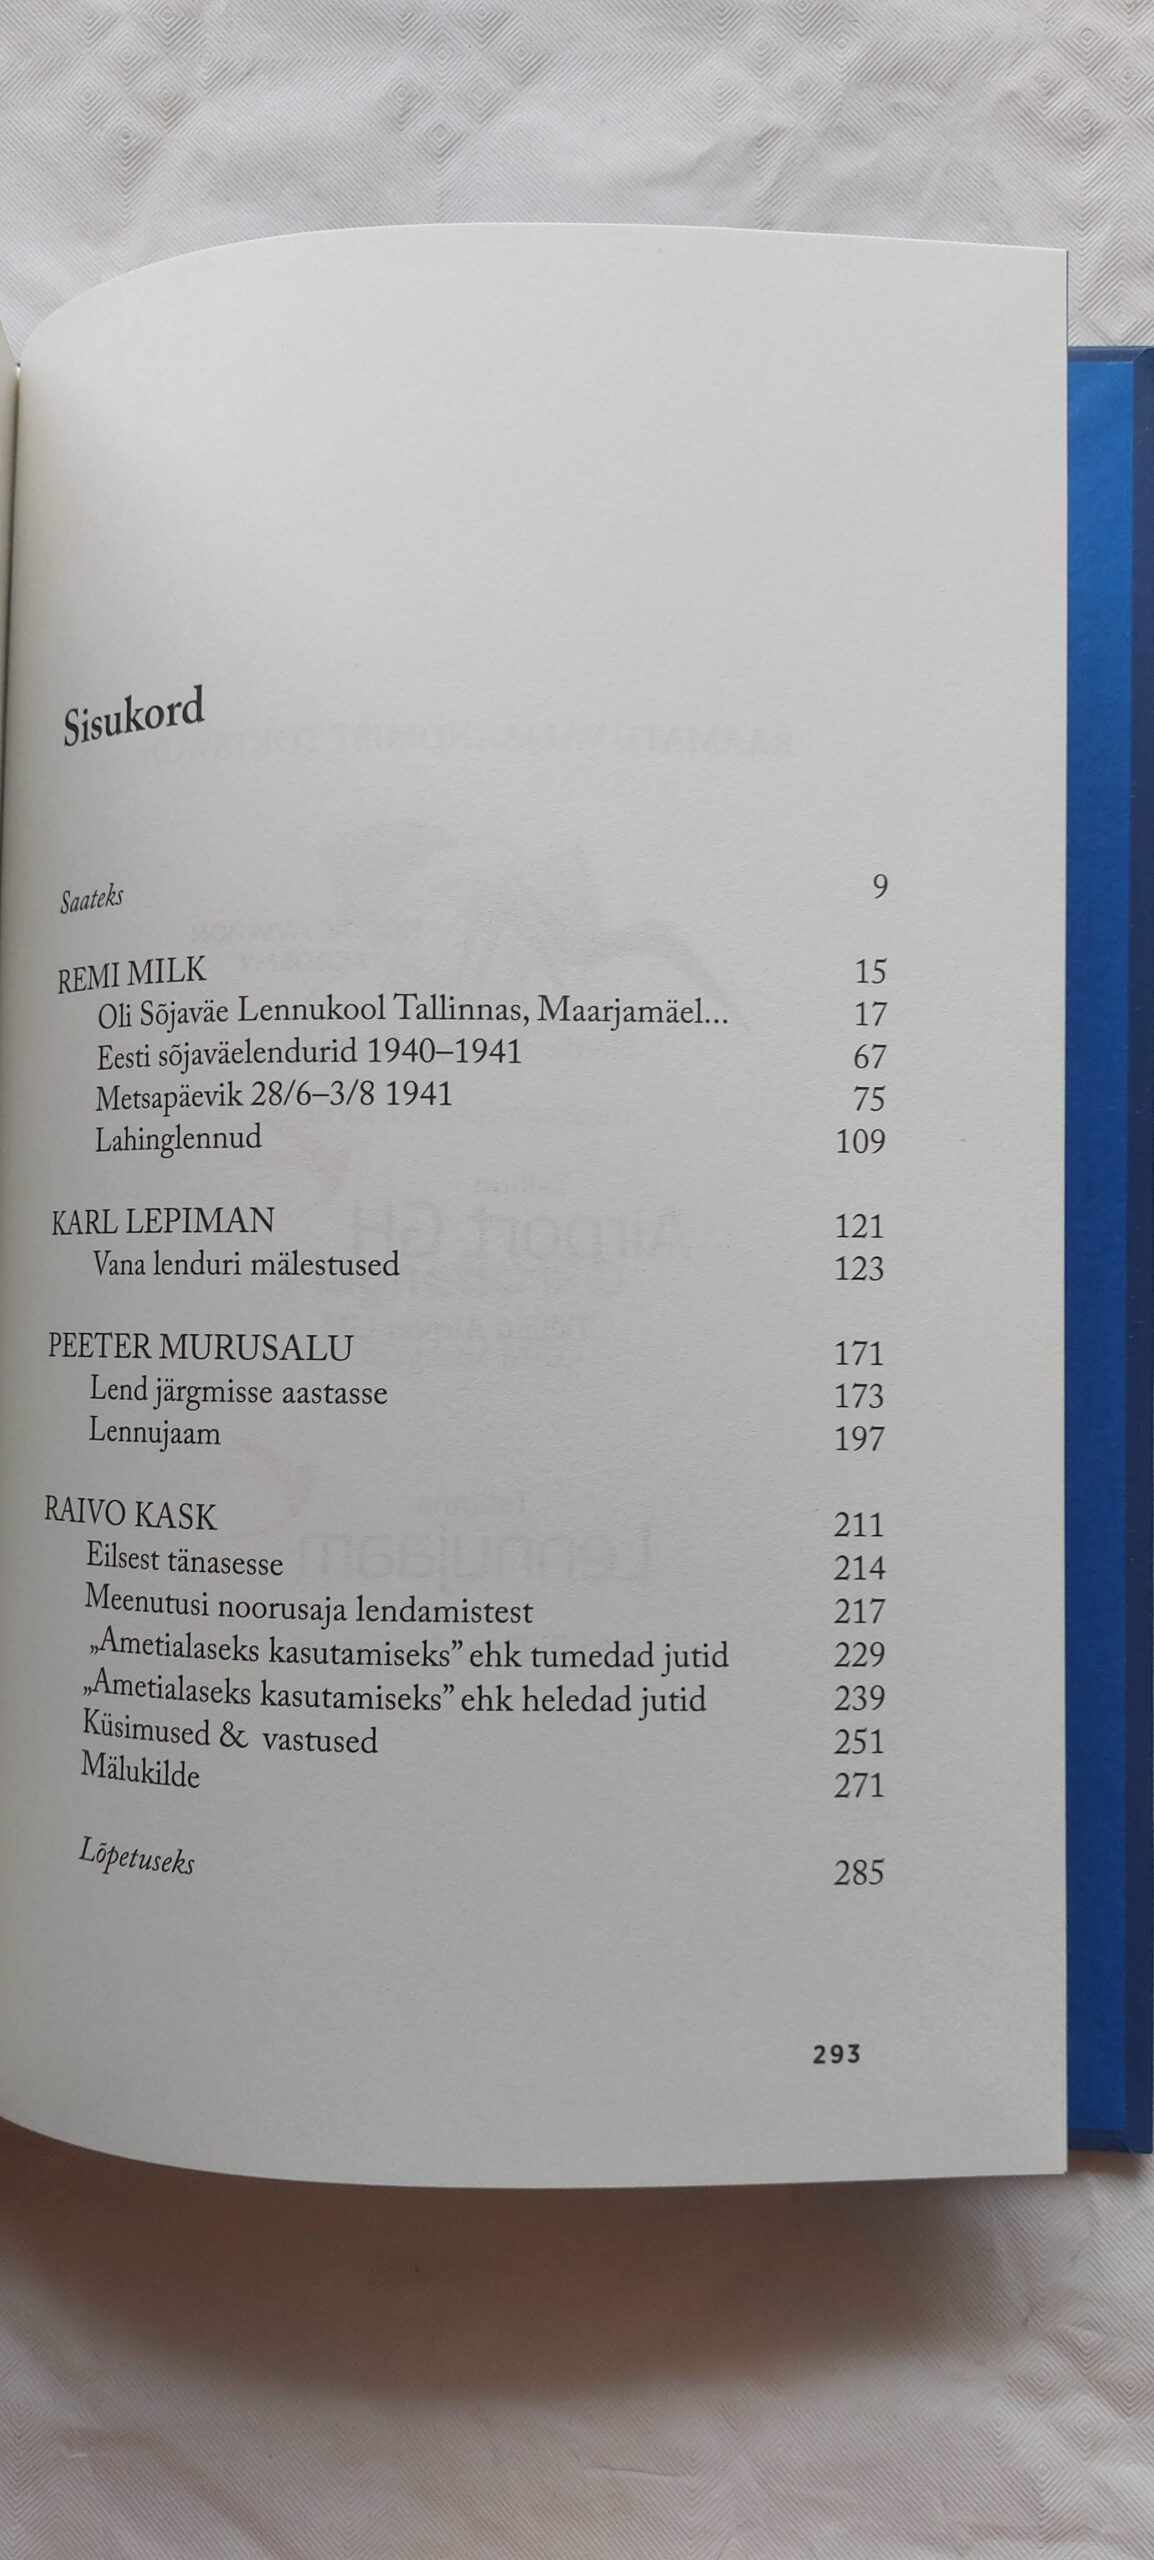 Sisukord
Saateks 9
REMI MILK 15
Oli Sõjaväe Lennukool Tallinnas, Maarjamäel... 17
Eesti sõjaväelendurid 1940–1941 67
Metsapäevik 28/6–3/8 1941 75
Lahinglennud 109
KARL LEPIMAN 121
Vana lenduri mälestused 123
PEETER MURUSALU 171
Lend järgmisse aastasse 173
Lennujaam 197
RAIVO KASK 211
Eilsest tänasesse 214
Meenutusi noorusaja lendamistest 217
„Ametialaseks kasutamiseks” ehk tumedad jutid 229
„Ametialaseks kasutamiseks” ehk heledad jutid 239
Küsimused & vastused 251
Mälukilde 271
Lõpetuseks 285
293